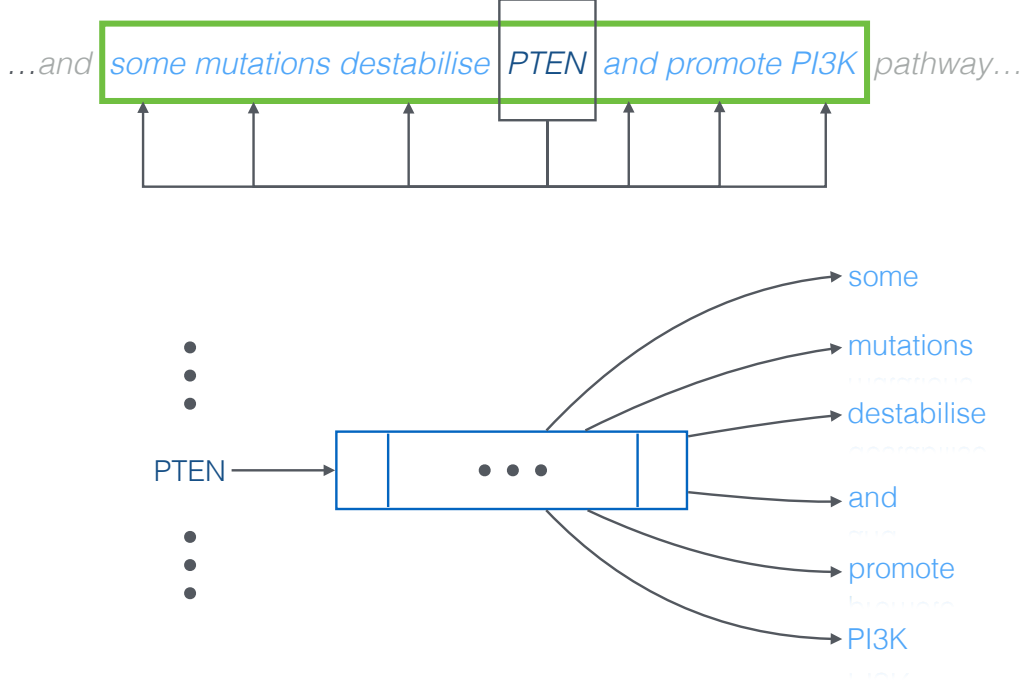 …and some mutations destabilise PTEN and promote PI3K pathway…
some
mutations
destabilise
PTEN
and
promote
PI3K